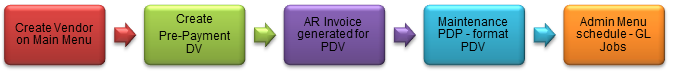 Create Vendor
on Main Menu
Create
Pre-Payment
DV
AR Invoice
generated for
PDV
Maintenance
PDP - format
PDV
Admin Menu
schedule - GL
Jobs